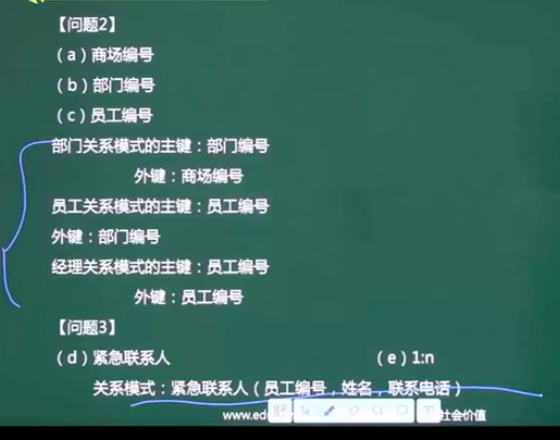 【问题2】
（a）商场编号
（b）部门编号
（c）员工编号
部门关系模式的主键：部门编号
外键：商场编号
员工关系模式的主键：员工编号
外键：部门编号
经理关系模式的主键：员工编号
外键：员工编号
【问题3】
（d）紧急联系人 （e）1:n
关系模式：紧急联系人（员工编号，姓名，联系电话）
www.ed 社会价值